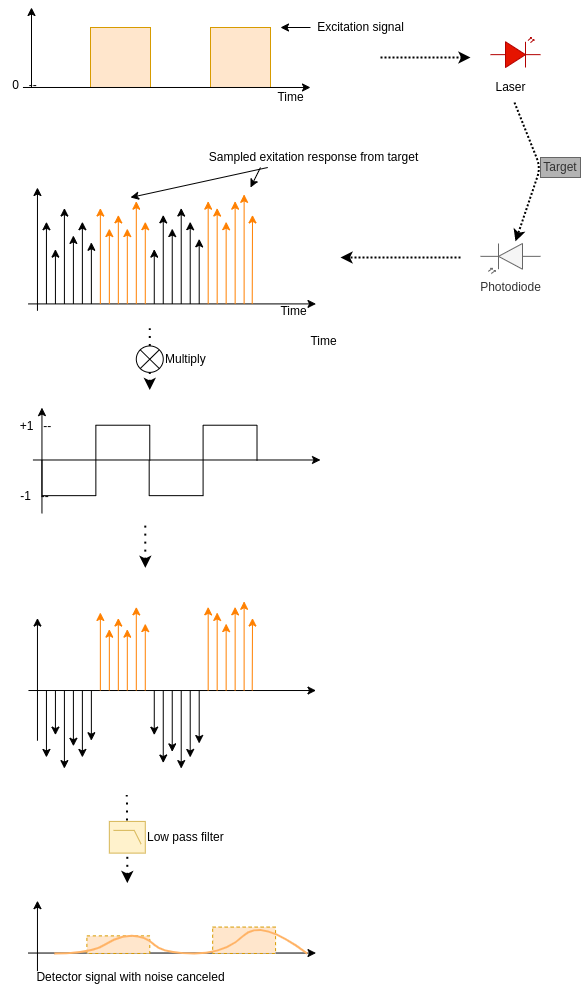 Excitation signal
0 --
Time
Laser
Sampled exitation response from target
Target
Time
Photodiode
Time
Multiply
+1 --
-1 --
Low pass filter
Detector signal with noise canceled